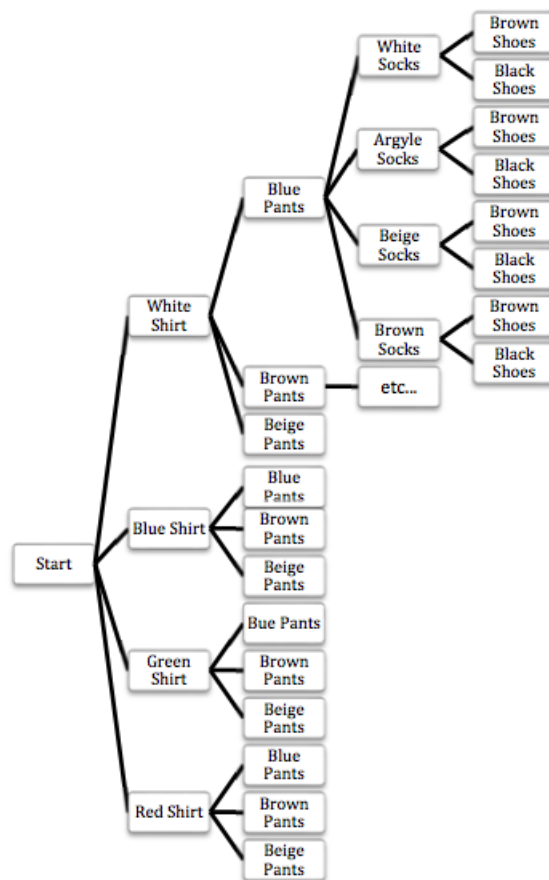 Brown
Shoes
White
Socks
Black
Shoes
Brown
Shoes
Argyle
Socks
Black
Shoes
Blue
Pants
Brown
Shoes
Beige
Socks
Black
Shoes
White
Shirt
Brown
Shoes
Brown
Socks
Black
Shoes
Brown
Pants
etc...
Beige
Pants
Blue
Pants
Blue Shirt
Brown
Pants
Start
Beige
Pants
Bue Pants
Green
Shirt
Brown
Pants
Beige
Pants
Blue
Pants
Red Shirt
Brown
Pants
Beige
Pants